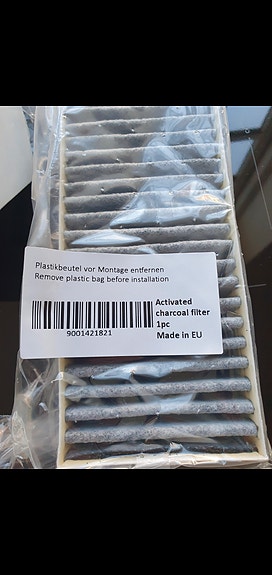 Plastikbeutel vor Montage entfernen
Remove plastic bag before installation
Activated
charcoal filter
1pc
Made in EU
9001421821